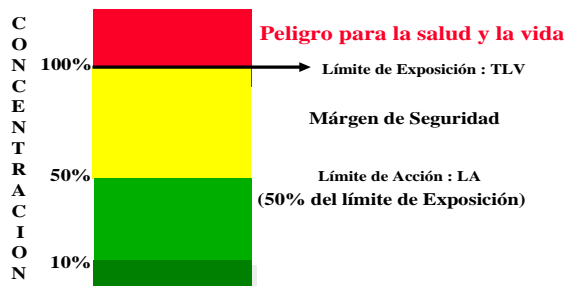 CONCENTRACION
Peligro para la salud y la vida
100%
Límite de Exposición : TLV
Márgen de Seguridad
50%
Límite de Acción : LA
(50% del límite de Exposición)
10%